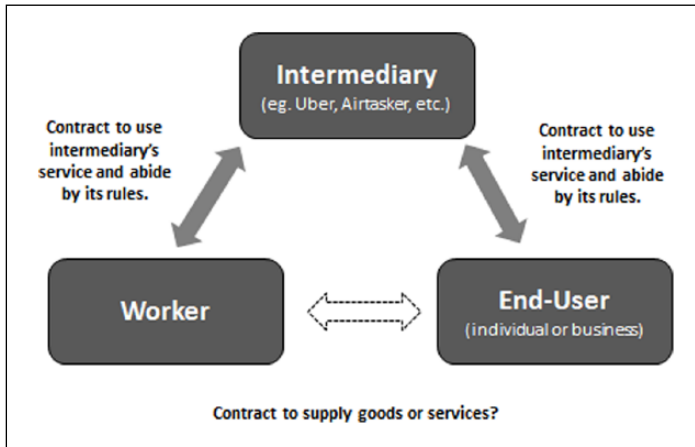 Intermediary
(eg. Uber, Airtasker, etc.)
Contract to use
intermediary's
service and abide
by its rules.
Contract to use
intermediary's
service and abide
by its rules.
Worker
End-User
(individual or business)
Contract to supply goods or services?